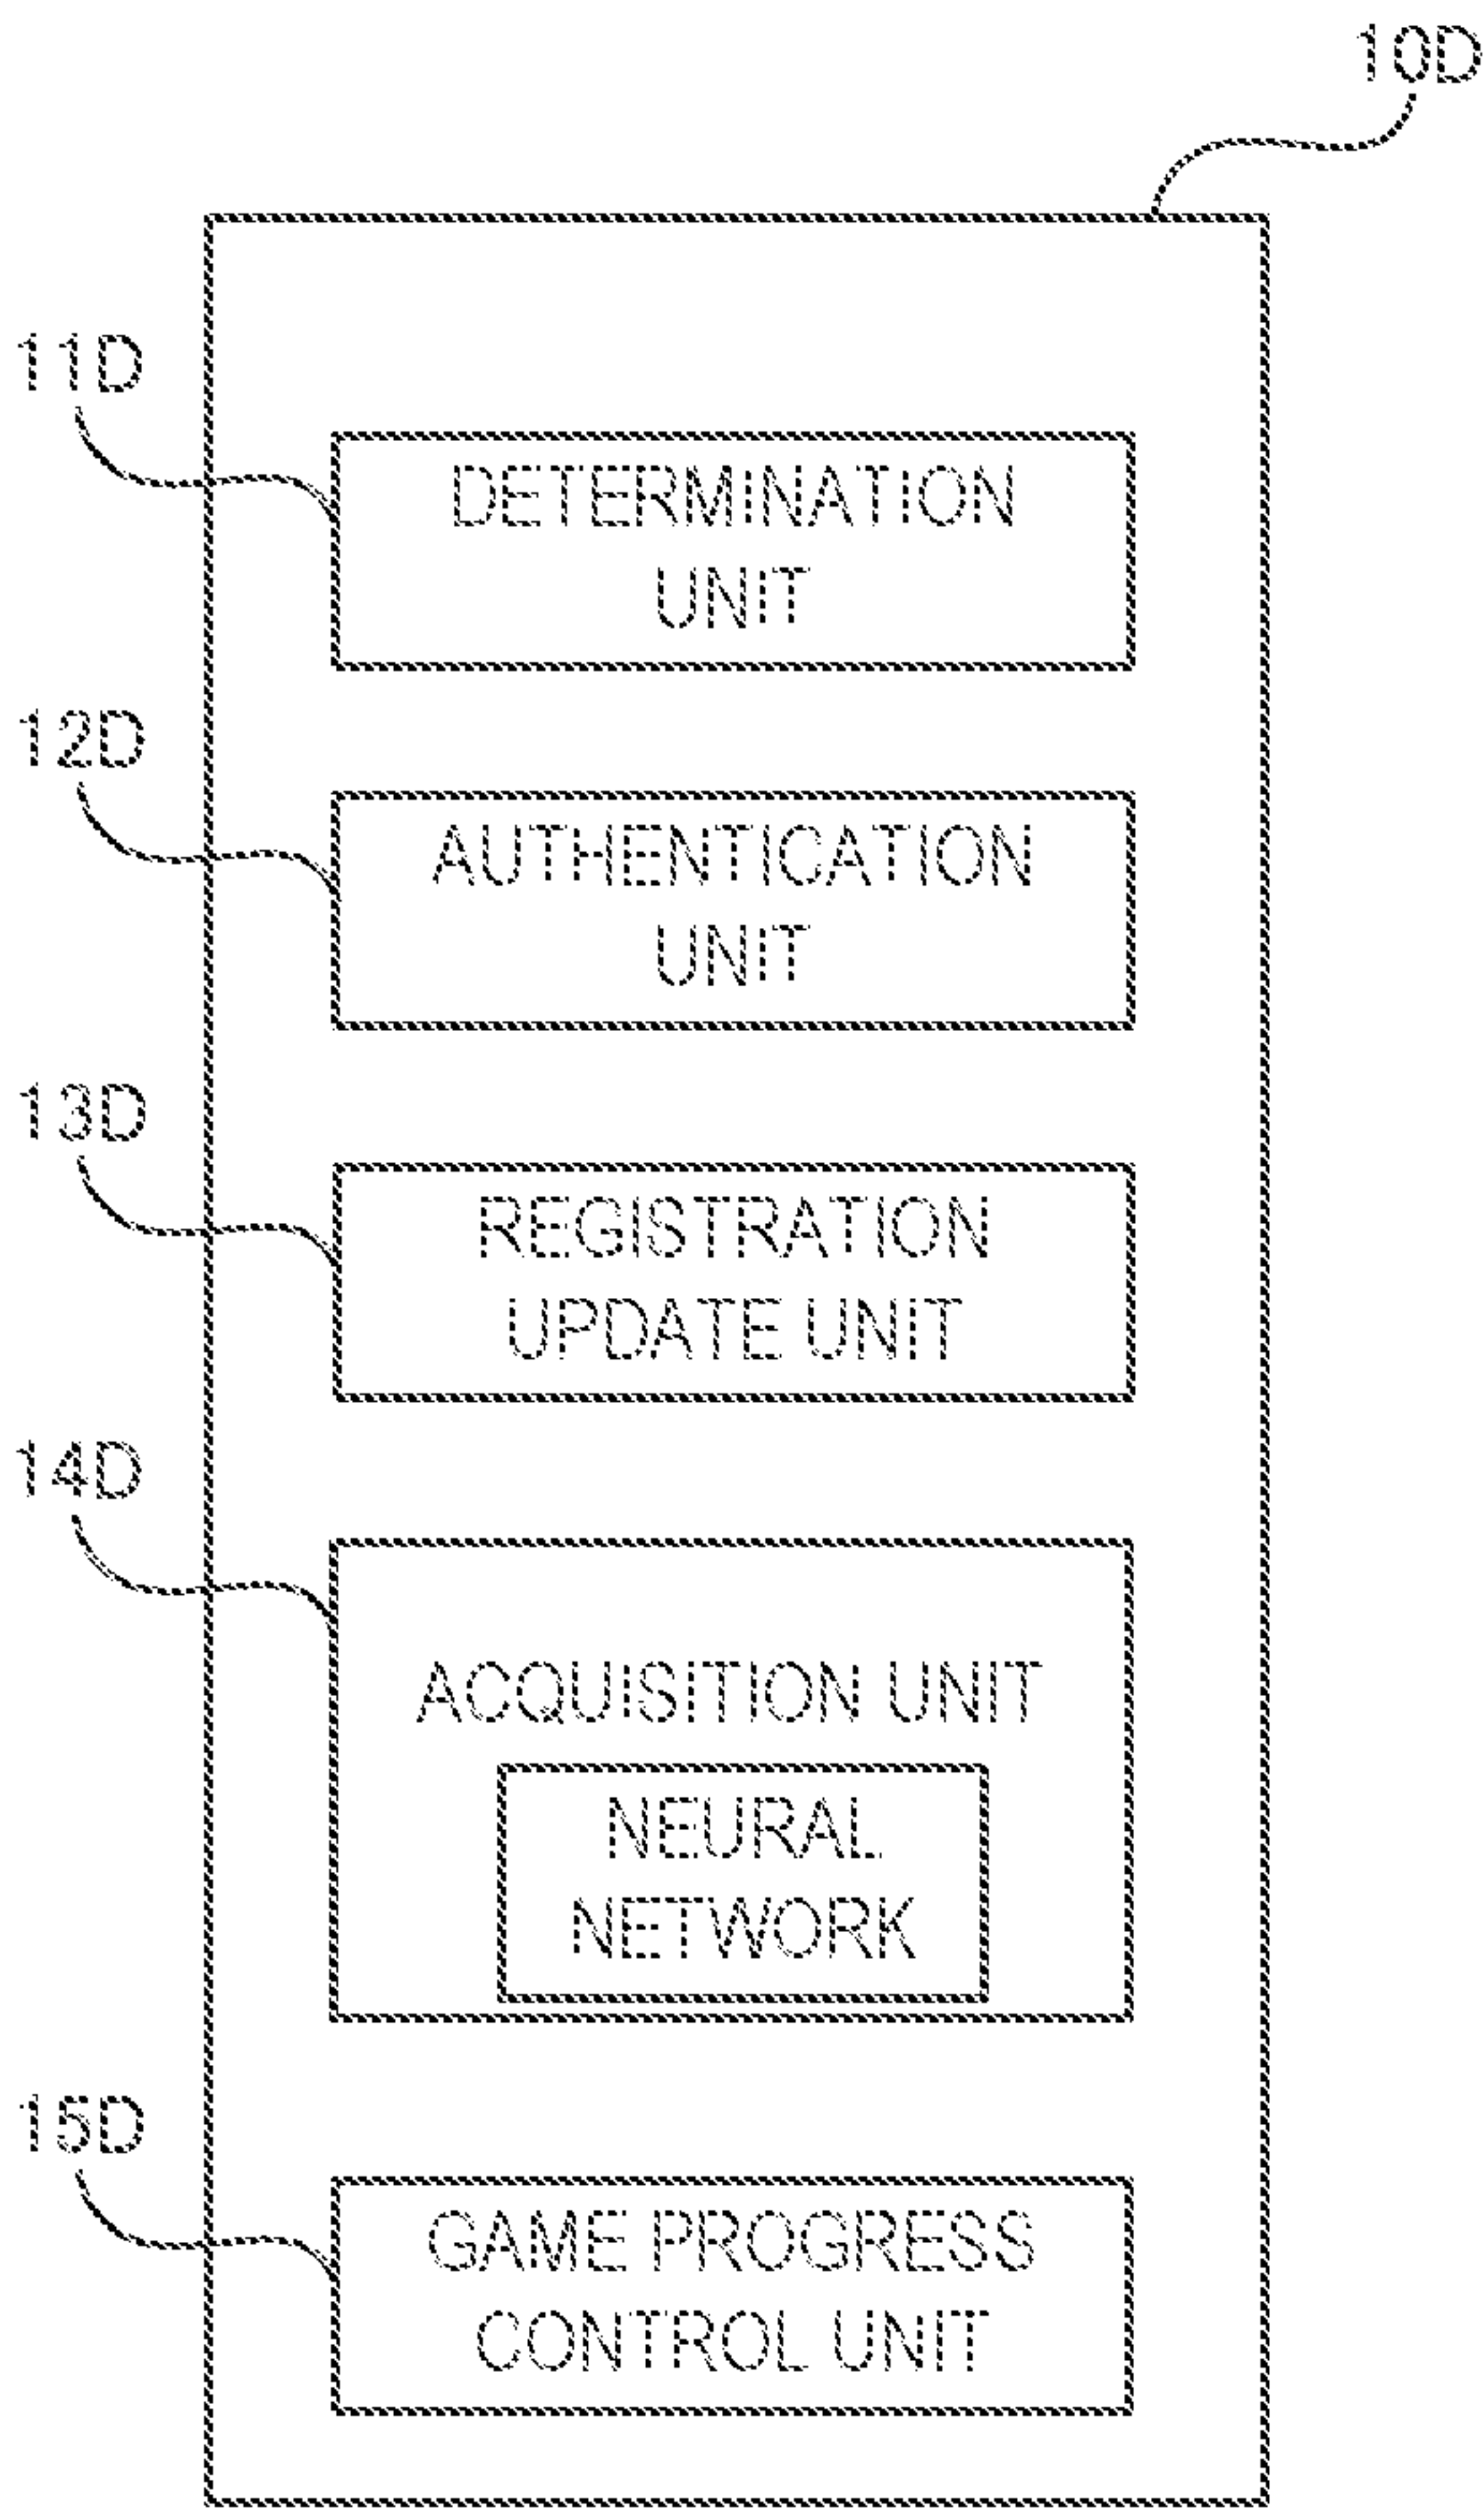 10D
11D
DETERMINATION
UNIT
12D
AUTHENTICATION
UNIT
13D
REGISTRATION
UPDATE UNIT
14D
ACQUISITION UNIT
NEURAL
NETWORK
15D
GAME PROGRESS
CONTROL UNIT